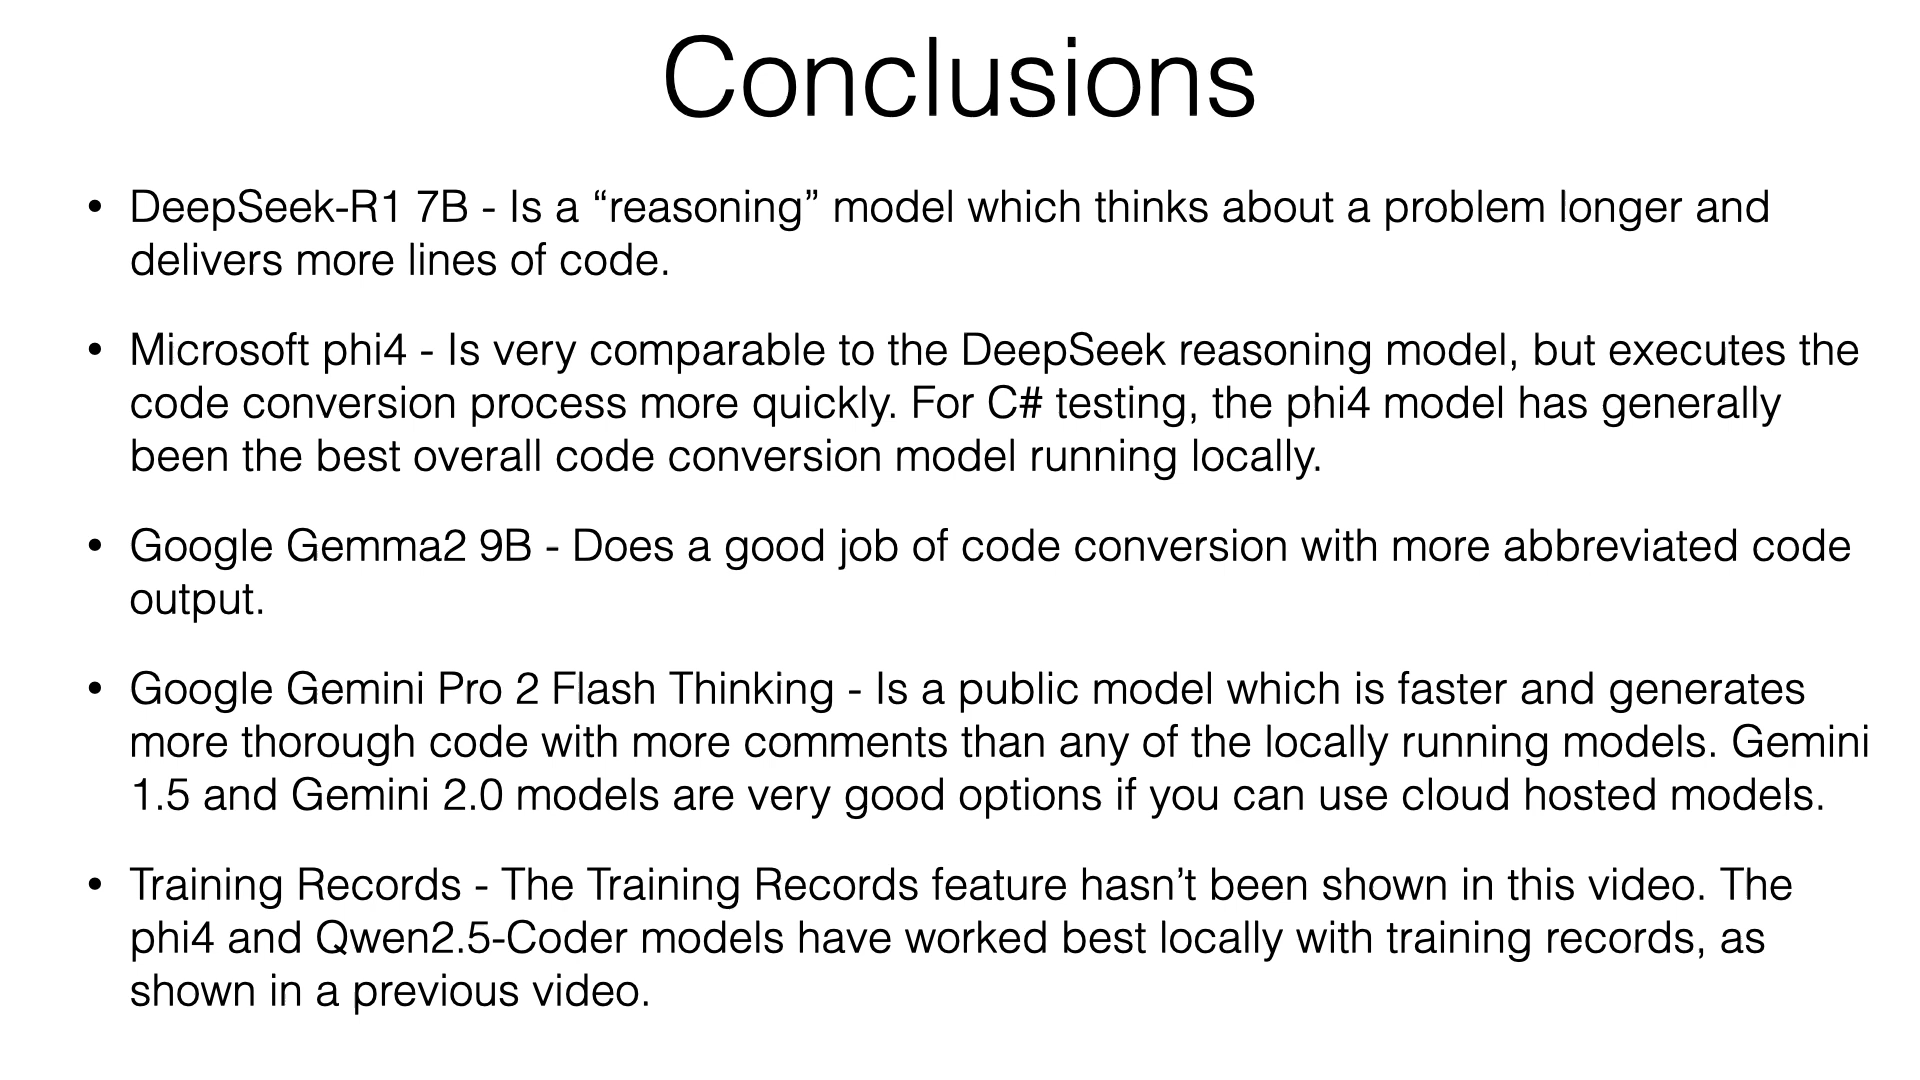 Conclusions
• DeepSeek-R1 7B - Is a “reasoning” model which thinks about a problem longer and
delivers more lines of code.
• Microsoft phi4 - Is very comparable to the DeepSeek reasoning model, but executes the
code conversion process more quickly. For C# testing, the phi4 model has generally
been the best overall code conversion model running locally.
• Google Gemma2 9B - Does a good job of code conversion with more abbreviated code
output.
• Google Gemini Pro 2 Flash Thinking - Is a public model which is faster and generates
more thorough code with more comments than any of the locally running models. Gemini
1.5 and Gemini 2.0 models are very good options if you can use cloud hosted models.
• Training Records - The Training Records feature hasn’t been shown in this video. The
phi4 and Qwen2.5-Coder models have worked best locally with training records, as
shown in a previous video.